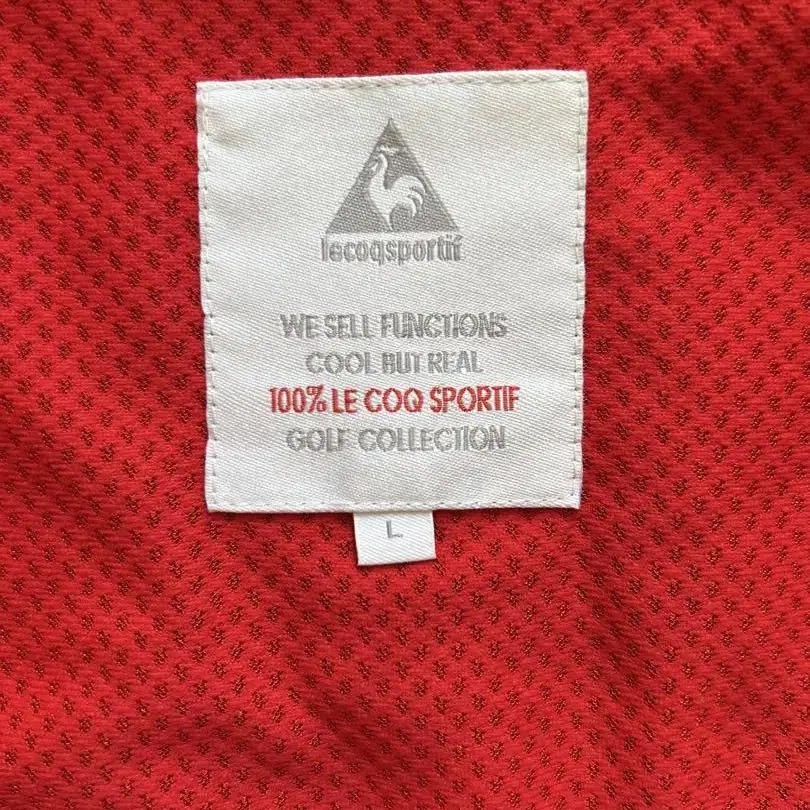 lecoqsportif
WE SELL FUNCTIONS
COOL BUT REAL
100% LE COQ SPORTIF
GOLF COLLECTION
L